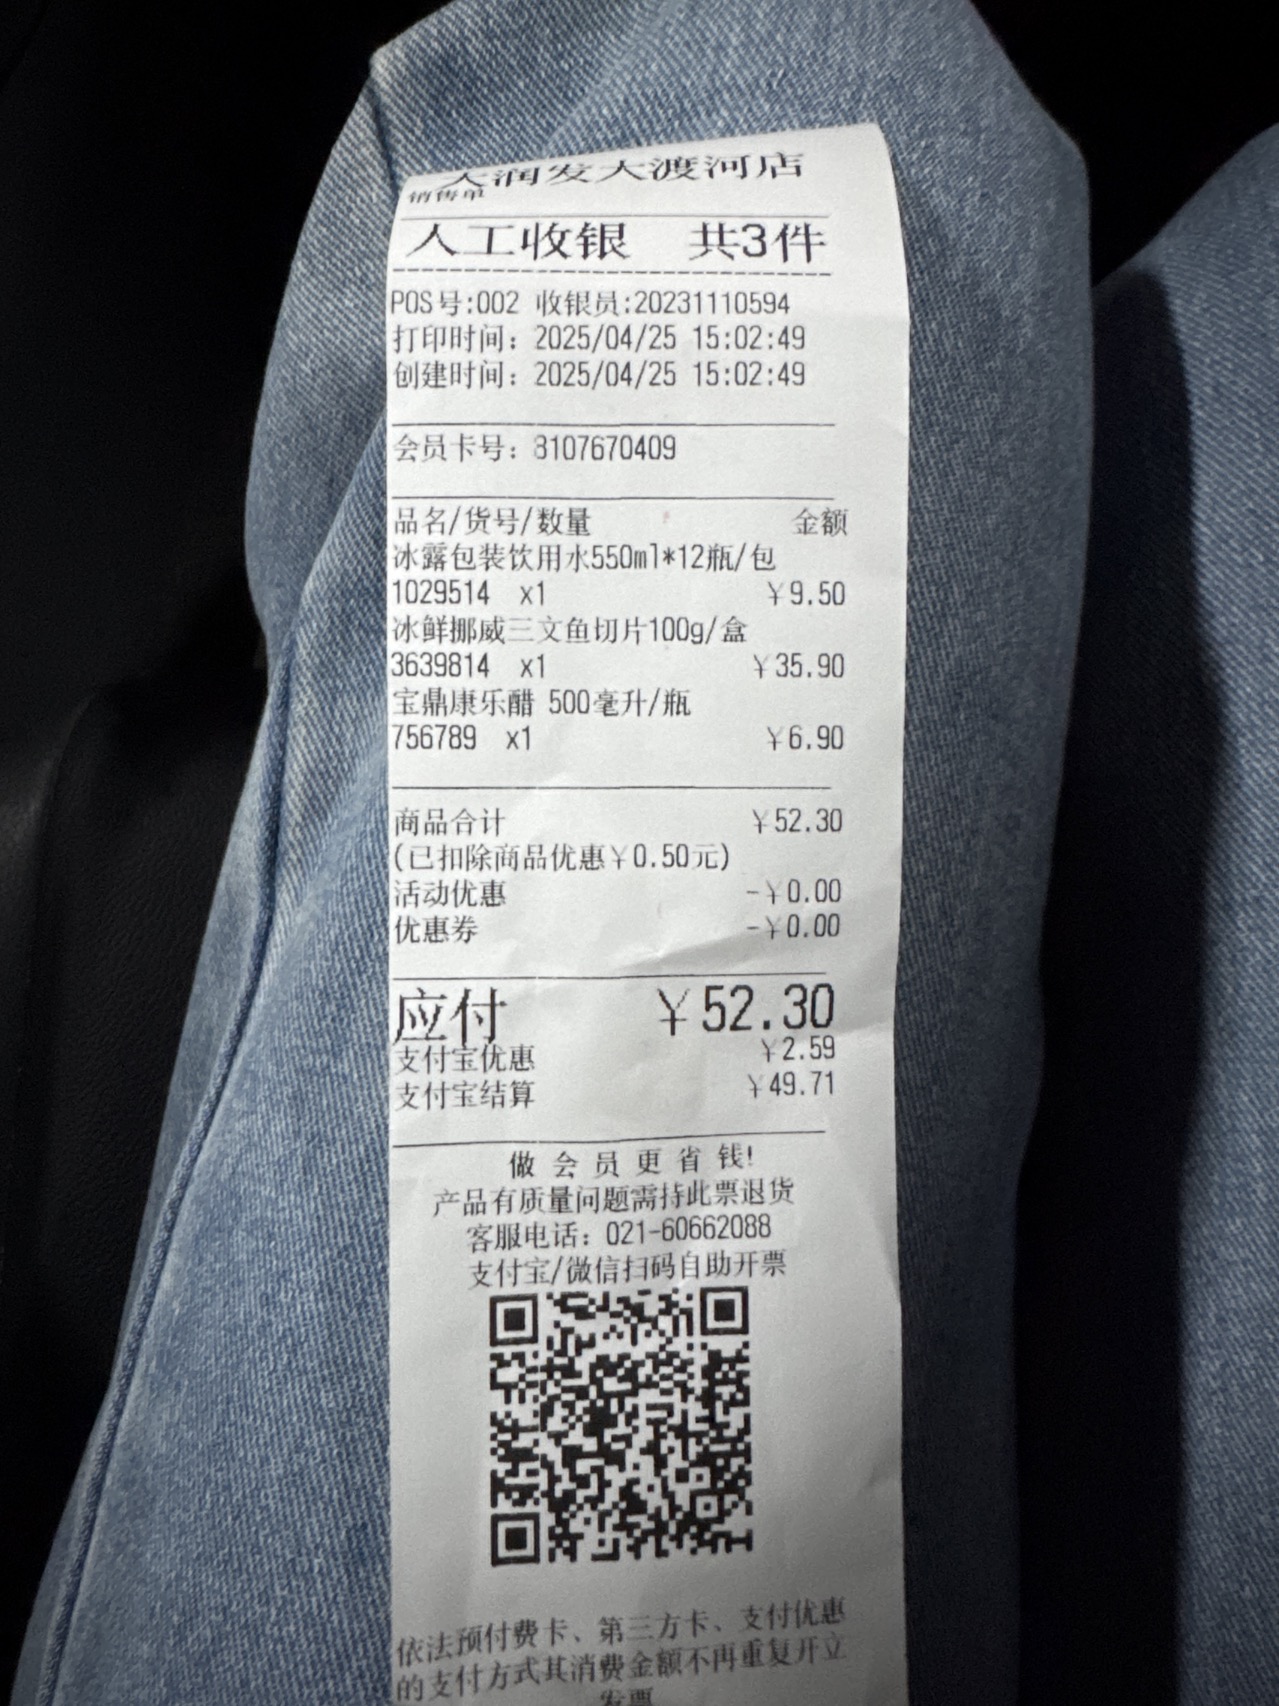 大润发大渡河店
销售单
人工收银 共3件
POS号:002 收银员:20231110594
打印时间：2025/04/25 15:02:49
创建时间：2025/04/25 15:02:49
会员卡号：8107670409
品名/货号/数量 金额
冰露包装饮用水550ml*12瓶/包
1029514 x1 ￥9.50
冰鲜挪威三文鱼切片100g/盒
3639814 x1 ￥35.90
宝鼎康乐醋 500毫升/瓶
756789 x1 ￥6.90
商品合计 ￥52.30
(已扣除商品优惠￥0.50元)
活动优惠 -￥0.00
优惠券 -￥0.00
应付 ￥52.30
支付宝优惠 ￥2.59
支付宝结算 ￥49.71
做会员更省钱!
产品有质量问题需持此票退货
客服电话：021-60662088
支付宝/微信扫码自助开票
依法预付费卡、第三方卡、支付优惠
的支付方式其消费金额不再重复开立
发票